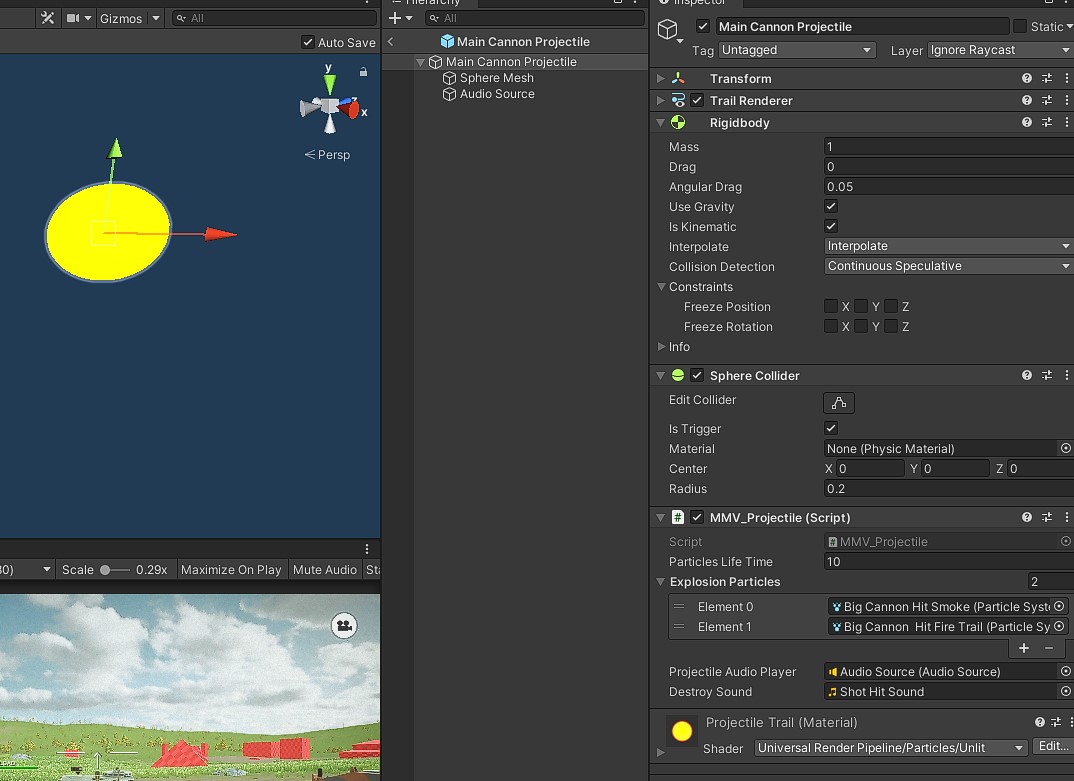 Hierarchy
Inspector
Gizmos
All
All
Auto Save
Main Cannon Projectile
Main Cannon Projectile
Sphere Mesh
Audio Source
y
x
Persp
Main Cannon Projectile
Static
Tag Untagged Layer Ignore Raycast
Transform
Trail Renderer
Rigidbody
Mass 1
Drag 0
Angular Drag 0.05
Use Gravity
Is Kinematic
Interpolate Interpolate
Collision Detection Continuous Speculative
Constraints
Freeze Position X Y Z
Freeze Rotation X Y Z
Info
Sphere Collider
Edit Collider
Is Trigger
Material None (Physic Material)
Center X 0 Y 0 Z 0
Radius 0.2
MMV_Projectile (Script)
Script MMV_Projectile
Particles Life Time 10
Explosion Particles 2
Element 0 Big Cannon Hit Smoke (Particle Syst
Element 1 Big Cannon Hit Fire Trail (Particle Sy
Projectile Audio Player Audio Source (Audio Source)
Destroy Sound Shot Hit Sound
Projectile Trail (Material)
Shader Universal Render Pipeline/Particles/Unlit Edit...
Scale 0.29x Maximize On Play Mute Audio